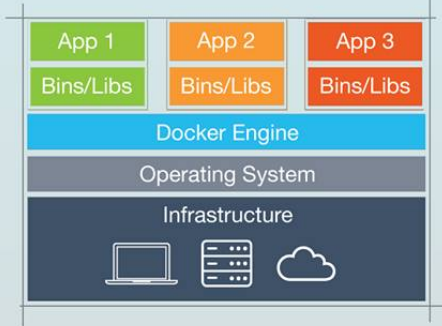 App 1 App 2 App 3
Bins/Libs Bins/Libs Bins/Libs
Docker Engine
Operating System
Infrastructure